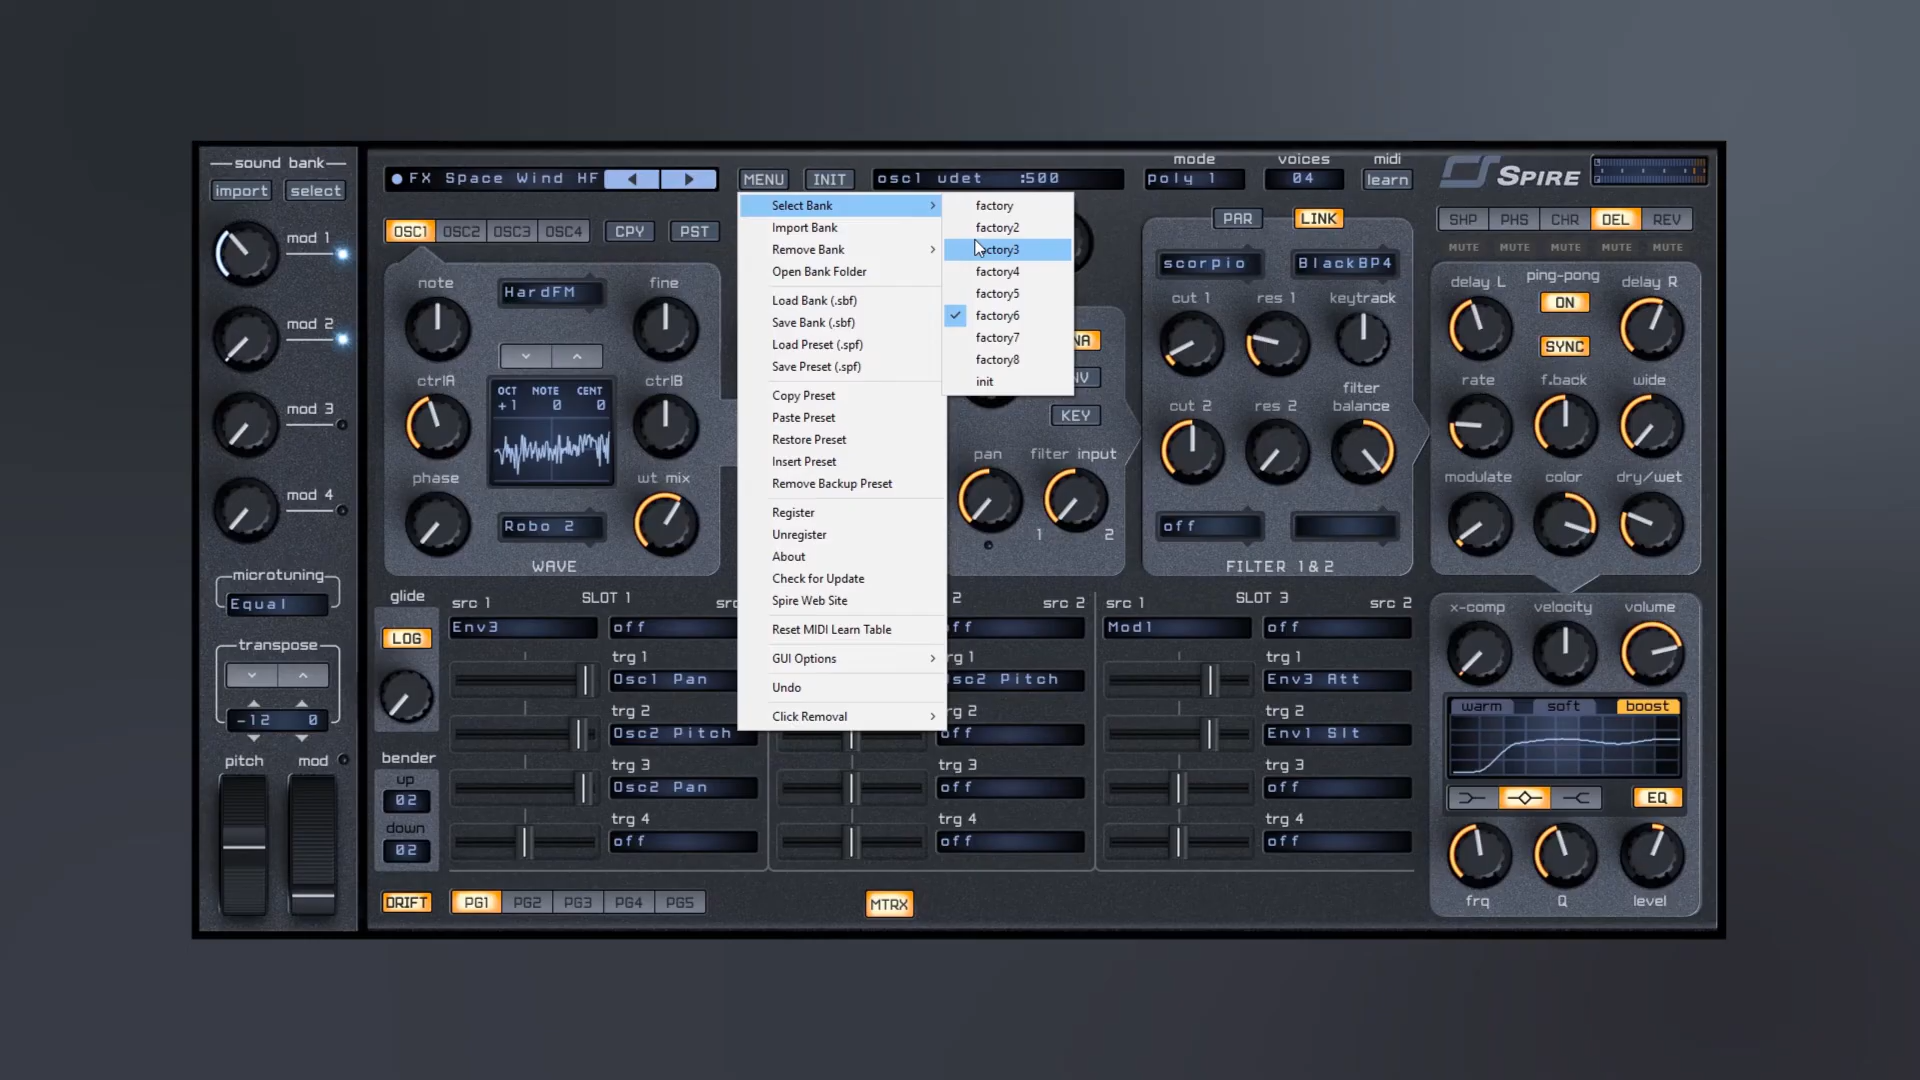 sound bank
import select
mod 1
mod 2
mod 3
mod 4
microtuning
Equal
transpose
-12 0
pitch mod
FX Space Wind HF
MENU INIT
osc1 udet :500
mode
poly 1
voices
04
midi
learn
SPIRE
OSC1 OSC2 OSC3 OSC4 CPY PST
note HardFM fine
ctrlA ctrlB
OCT NOTE CENT
+1 0 0
phase wt mix
Robo 2
WAVE
Select Bank
Import Bank
Remove Bank
Open Bank Folder
Load Bank (.sbf)
Save Bank (.sbf)
Load Preset (.spf)
Save Preset (.spf)
Copy Preset
Paste Preset
Restore Preset
Insert Preset
Remove Backup Preset
Register
Unregister
About
Check for Update
Spire Web Site
Reset MIDI Learn Table
GUI Options
Undo
Click Removal
factory
factory2
factory3
factory4
factory5
factory6
factory7
factory8
init
KEY
pan filter input
1 2
PAR LINK
scorpio BlackBP4
cut 1 res 1 keytrack
cut 2 res 2 filter balance
off
FILTER 1&2
SHP PHS CHR DEL REV
MUTE MUTE MUTE MUTE MUTE
delay L ping-pong delay R
ON
SYNC
rate f.back wide
modulate color dry/wet
glide
LOG
bender
up
02
down
02
src 1 SLOT 1
Env3 off
trg 1
Osc1 Pan
trg 2
Osc2 Pitch
trg 3
Osc2 Pan
trg 4
off
2 src 2
trg 2
off
trg 3
off
trg 4
off
src 1 SLOT 3 src 2
Mod1 off
trg 1
Env3 Att
trg 2
Env1 Slt
trg 3
off
trg 4
off
x-comp velocity volume
warm soft boost
EQ
frq Q level
DRIFT PG1 PG2 PG3 PG4 PG5 MTRX